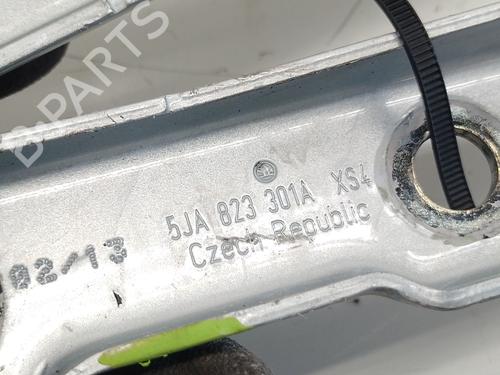 B-PARTS
5JA 823 301A XS4
Czech Republic
02/13